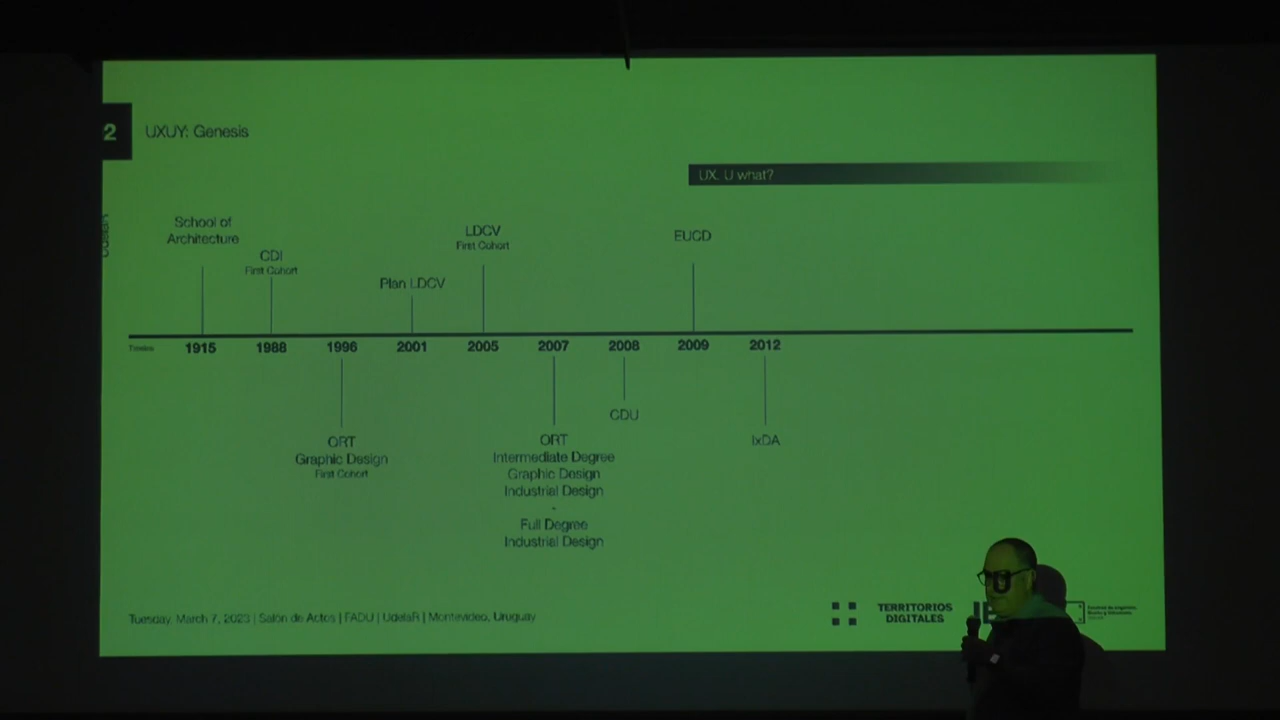 2
UXUY: Genesis
UX. U what?
UdelaR
School of
Architecture
CDI
First Cohort
Plan LDCV
LDCV
First Cohort
EUCD
Timeline
1915
1988
1996
2001
2005
2007
2008
2009
2012
ORT
Graphic Design
First Cohort
ORT
Intermediate Degree
Graphic Design
Industrial Design
-
Full Degree
Industrial Design
CDU
IxDA
Tuesday, March 7, 2023 | Salón de Actos | FADU | UdelaR | Montevideo, Uruguay
TERRITORIOS
DIGITALES